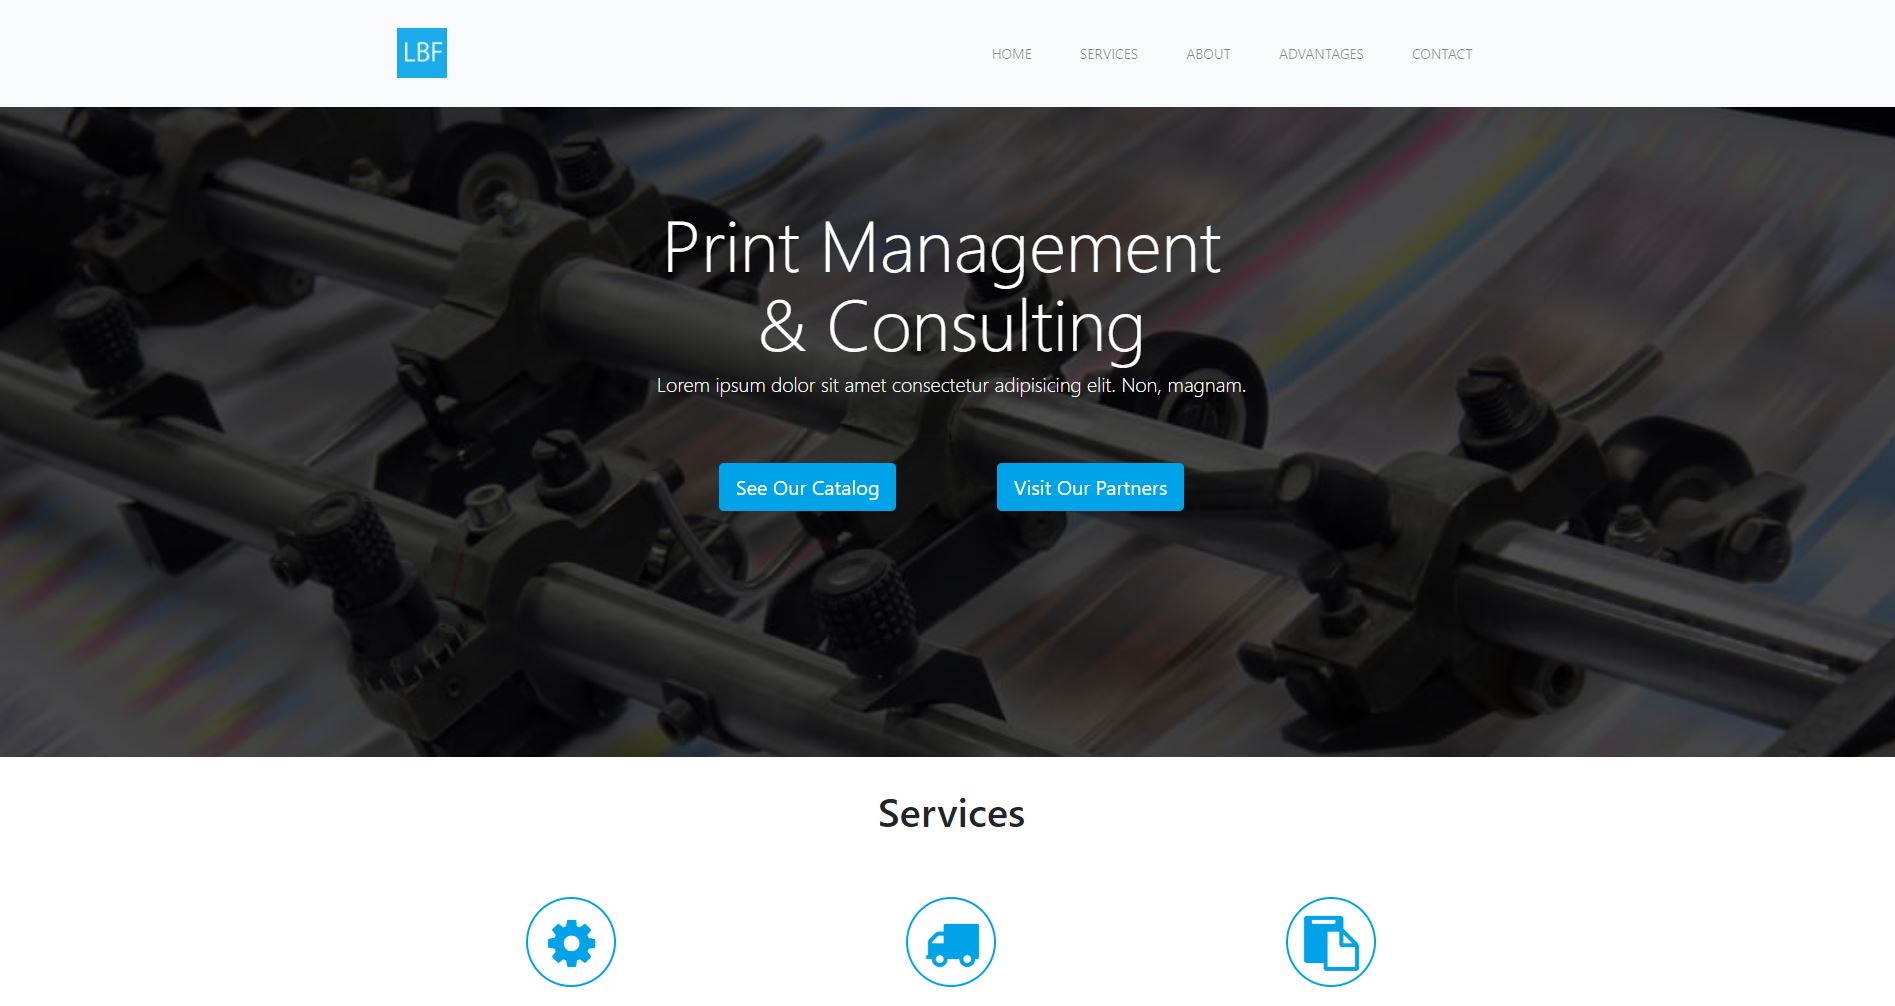 LBF
HOME SERVICES ABOUT ADVANTAGES CONTACT
Print Management
& Consulting
Lorem ipsum dolor sit amet consectetur adipisicing elit. Non, magnam.
See Our Catalog Visit Our Partners
Services